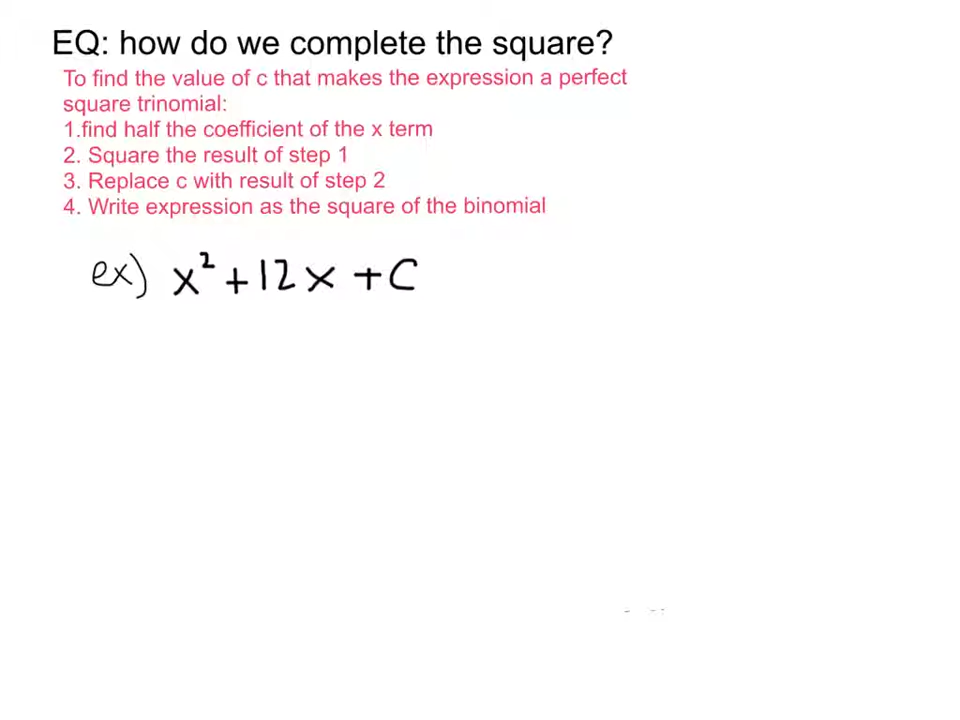 EQ: how do we complete the square?
To find the value of c that makes the expression a perfect
square trinomial:
1.find half the coefficient of the x term
2. Square the result of step 1
3. Replace c with result of step 2
4. Write expression as the square of the binomial
ex) x² + 12x + C